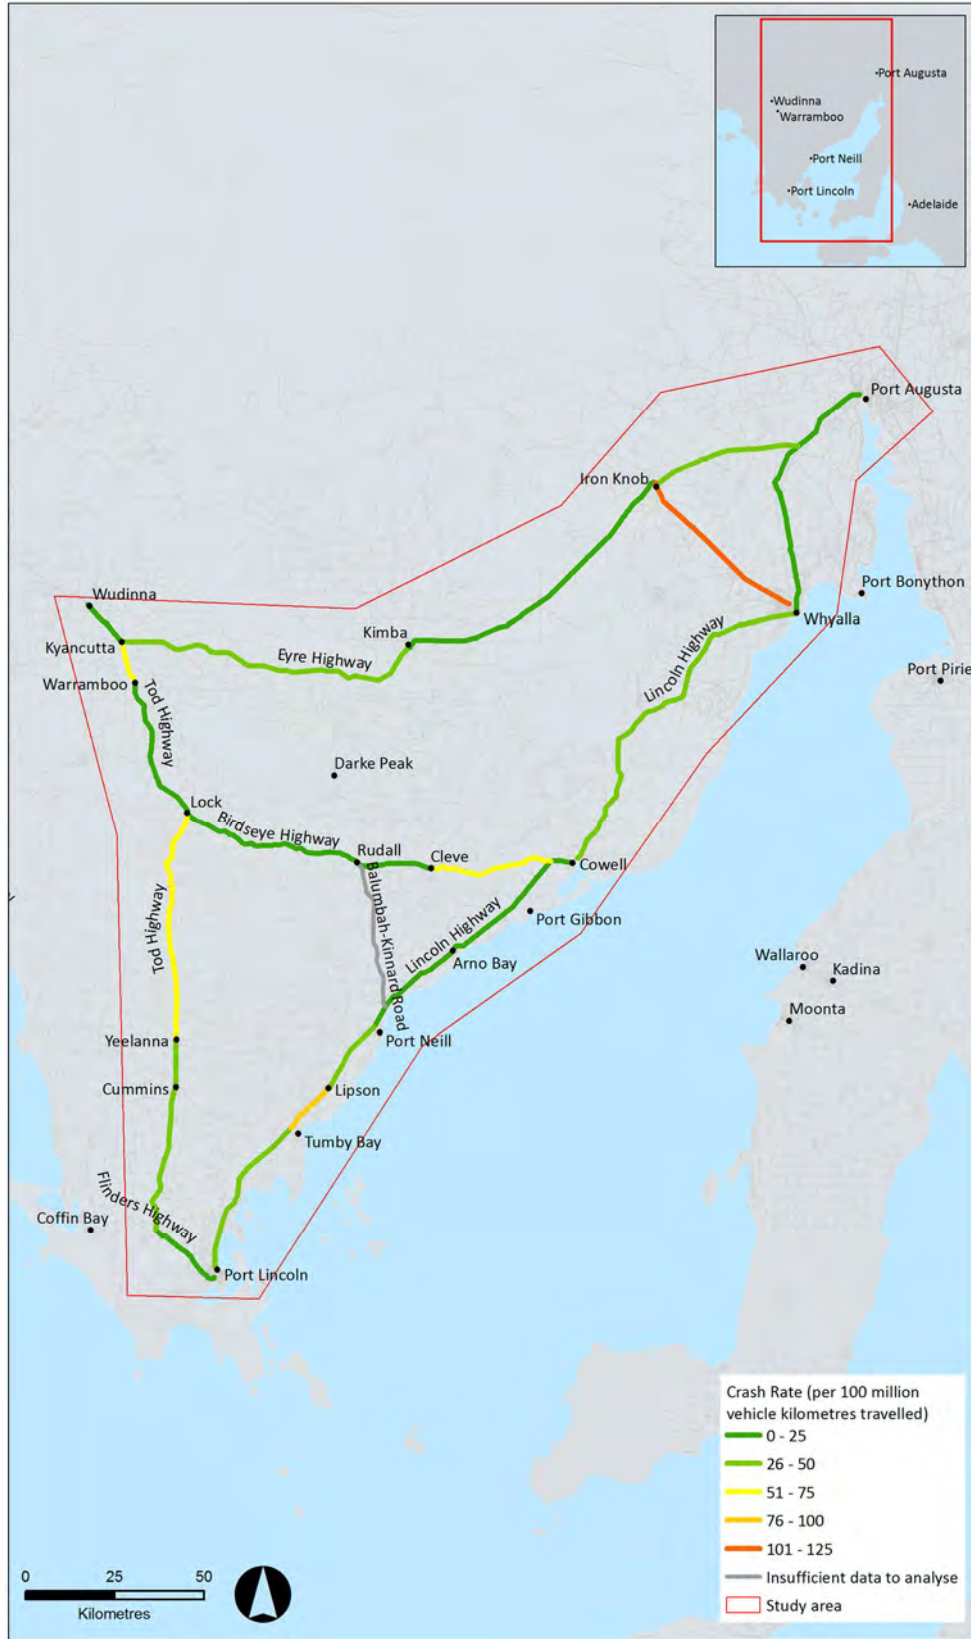 Port Augusta
Wudinna
Warramboo
Port Neill
Port Lincoln
Adelaide
Port Augusta
Iron Knob
Port Bonython
Wudinna
Whyalla
Kimba
Kyancutta
Eyre Highway
Lincoln Highway
Port Pirie
Warramboo
Tod Highway
Darke Peak
Lock
Birdseye Highway
Rudall
Cleve
Cowell
Balumbah-Kinnard Road
Tod Highway
Lincoln Highway
Port Gibbon
Arno Bay
Wallaroo
Kadina
Moonta
Yeelanna
Port Neill
Cummins
Lipson
Tumby Bay
Flinders Highway
Coffin Bay
Port Lincoln
Crash Rate (per 100 million
vehicle kilometres travelled)
0 - 25
26 - 50
51 - 75
76 - 100
101 - 125
Insufficient data to analyse
Study area
0 25 50
Kilometres